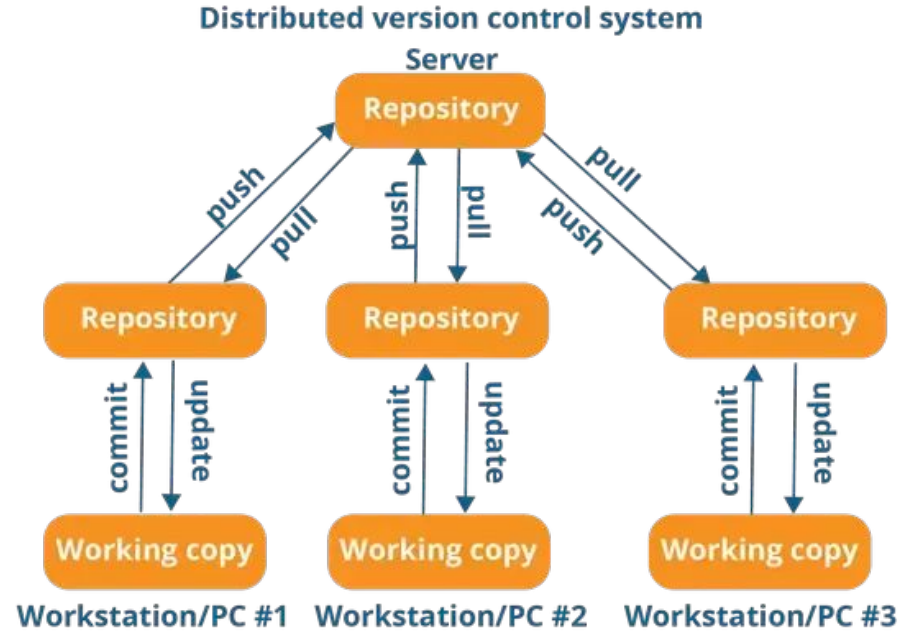 Distributed version control system
Server
Repository
push
pull
push
pull
push
pull
Repository
Repository
Repository
commit
update
commit
update
commit
update
Working copy
Working copy
Working copy
Workstation/PC #1
Workstation/PC #2
Workstation/PC #3